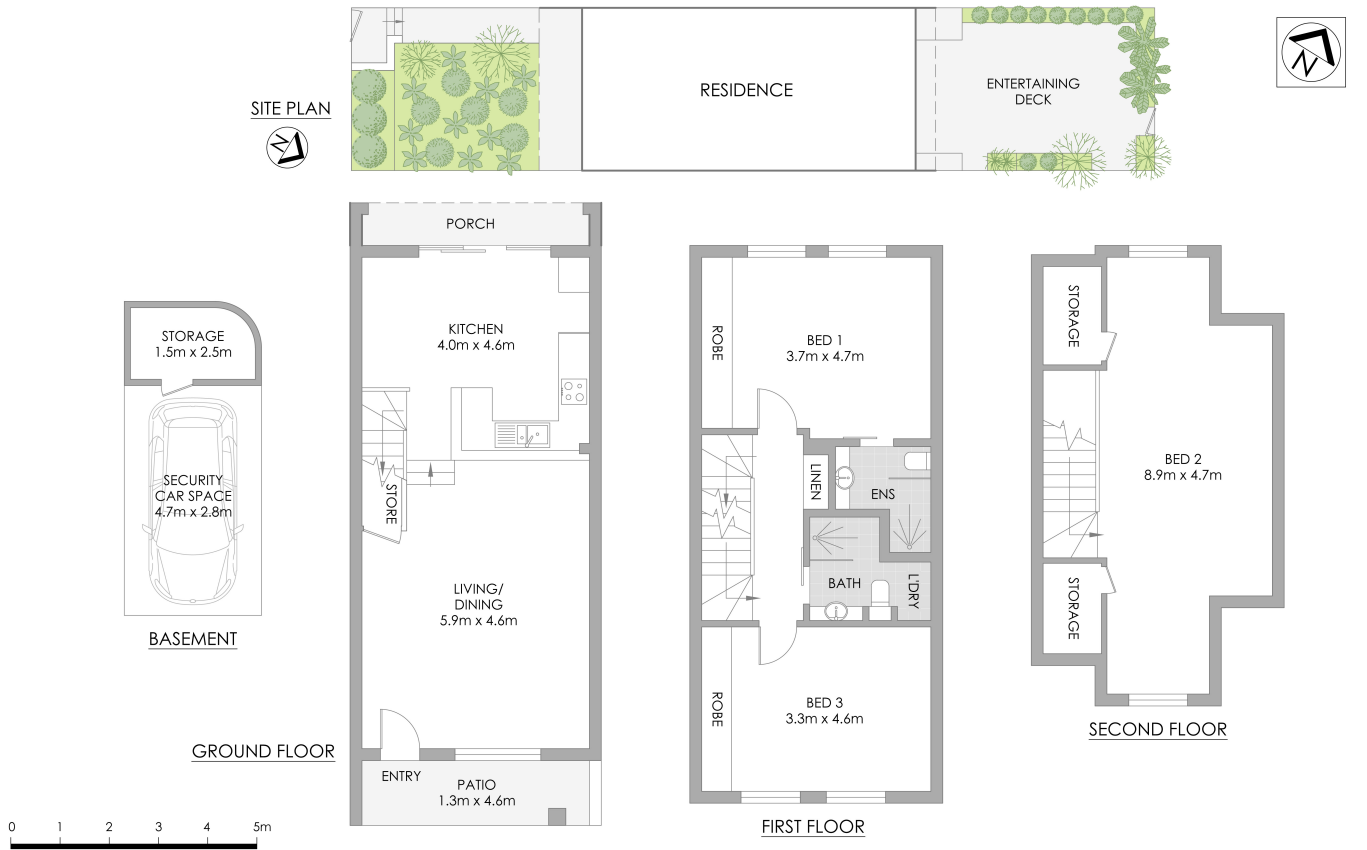 SITE PLAN
N
RESIDENCE
ENTERTAINING
DECK
N
BASEMENT
STORAGE
1.5m x 2.5m
SECURITY
CAR SPACE
4.7m x 2.8m
GROUND FLOOR
PORCH
KITCHEN
4.0m x 4.6m
STORE
LIVING/
DINING
5.9m x 4.6m
ENTRY
PATIO
1.3m x 4.6m
FIRST FLOOR
ROBE
BED 1
3.7m x 4.7m
LINEN
ENS
BATH
L'DRY
ROBE
BED 3
3.3m x 4.6m
SECOND FLOOR
STORAGE
BED 2
8.9m x 4.7m
STORAGE
0 1 2 3 4 5m